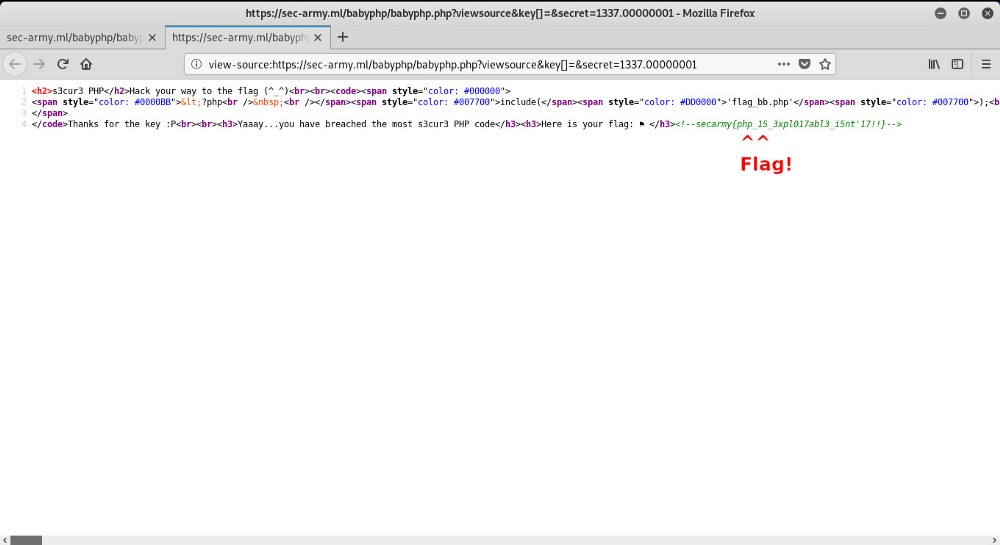 https://sec-army.ml/babyphp/babyphp.php?viewsource&key[]=&secret=1337.00000001 - Mozilla Firefox
sec-army.ml/babyphp/baby
https://sec-army.ml/babyph
view-source:https://sec-army.ml/babyphp/babyphp.php?viewsource&key[]=&secret=1337.00000001
1 <h2>s3cur3 PHP</h2>Hack your way to the flag (^_^)<br><br><code><span style="color: #000000">
2 <span style="color: #0000BB">&lt;?php<br />&nbsp;<br /></span><span style="color: #007700">include(</span><span style="color: #DD0000">'flag_bb.php'</span><span style="color: #007700">);<b
3 </span>
4 </code>Thanks for the key :P<br><br><h3>Yaaay...you have breached the most s3cur3 PHP code</h3><h3>Here is your flag: ⚑ </h3><!--secarmy{php_15_3xpl017abl3_i5nt'17!!}-->
^ ^
Flag!